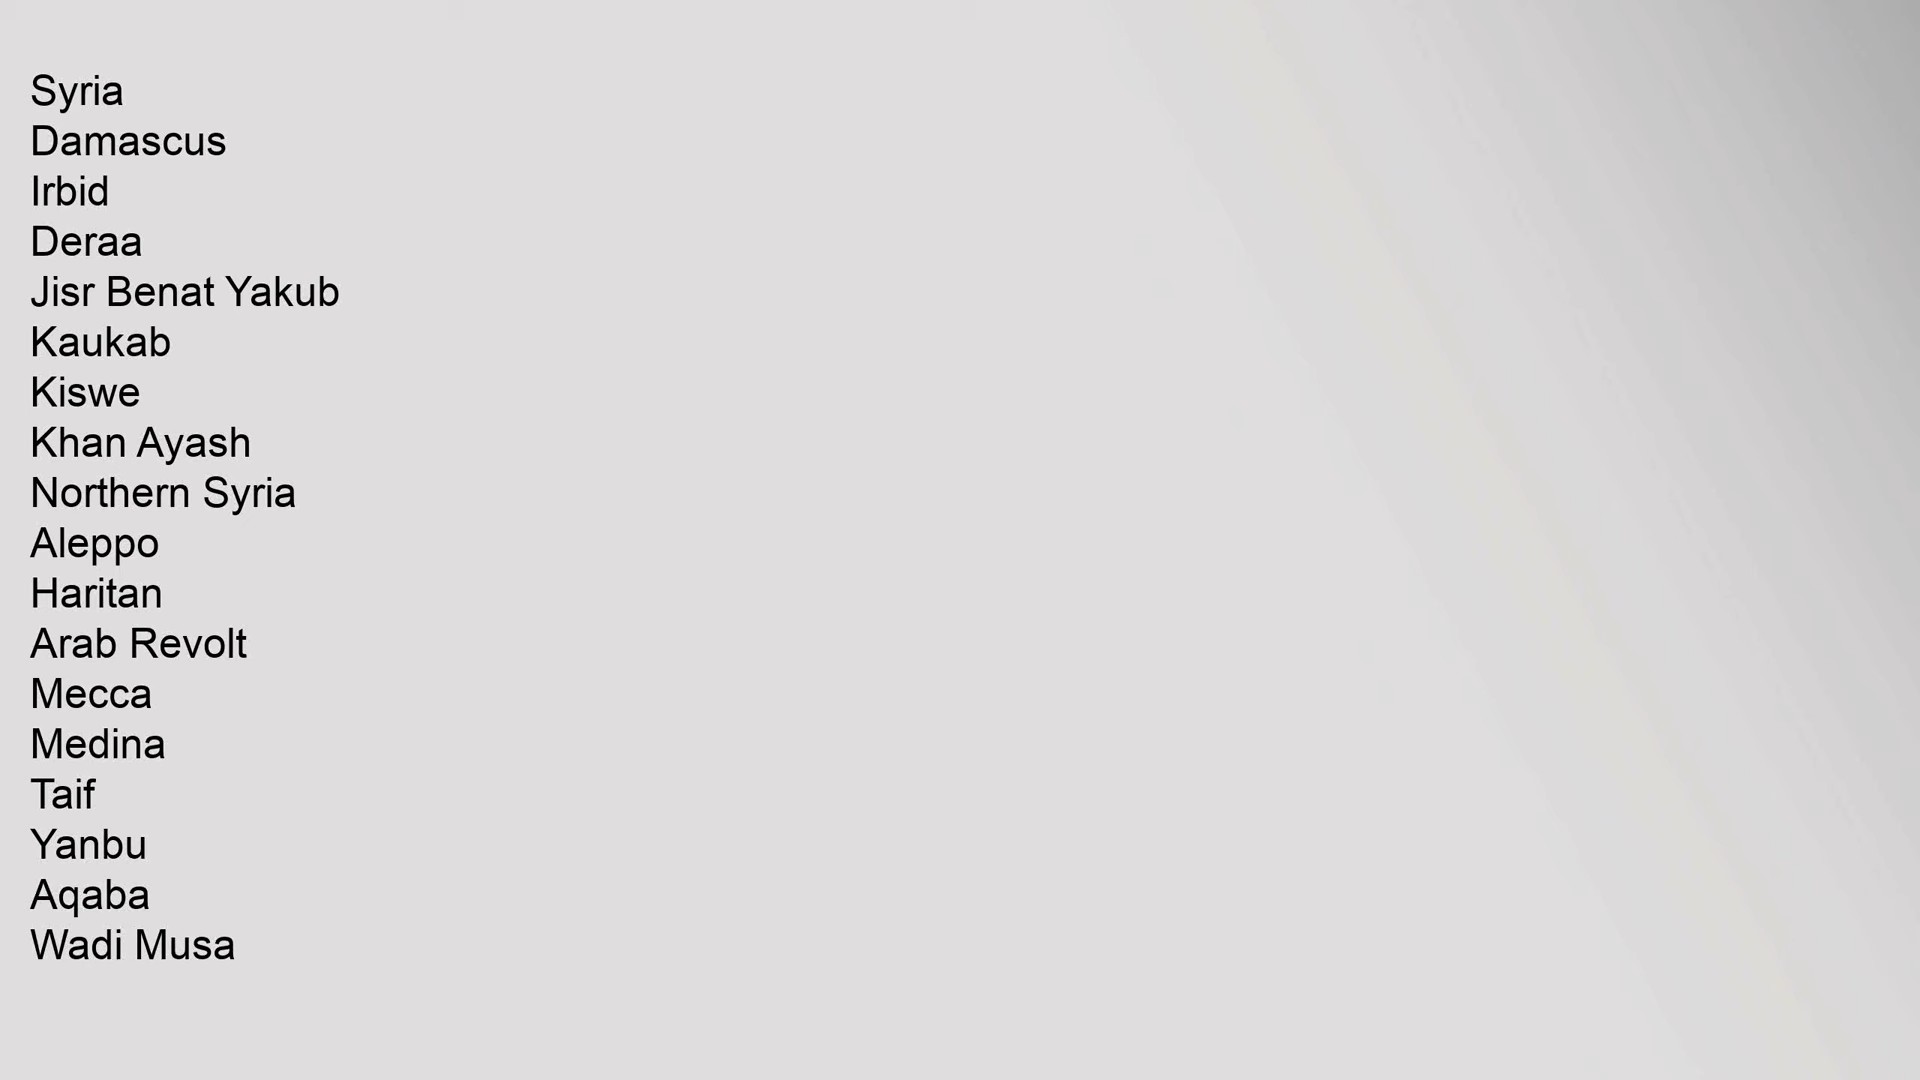 Syria
Damascus
Irbid
Deraa
Jisr Benat Yakub
Kaukab
Kiswe
Khan Ayash
Northern Syria
Aleppo
Haritan
Arab Revolt
Mecca
Medina
Taif
Yanbu
Aqaba
Wadi Musa